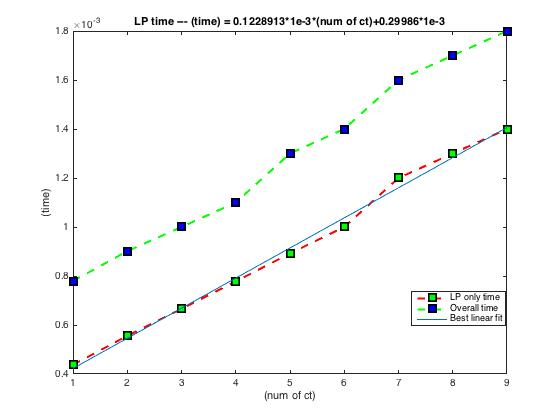 LP time --- (time) = 0.1228913*1e-3*(num of ct)+0.29986*1e-3
×10⁻³
1.8
1.6
1.4
1.2
1
0.8
0.6
0.4
(time)
1 2 3 4 5 6 7 8 9
(num of ct)
LP only time
Overall time
Best linear fit